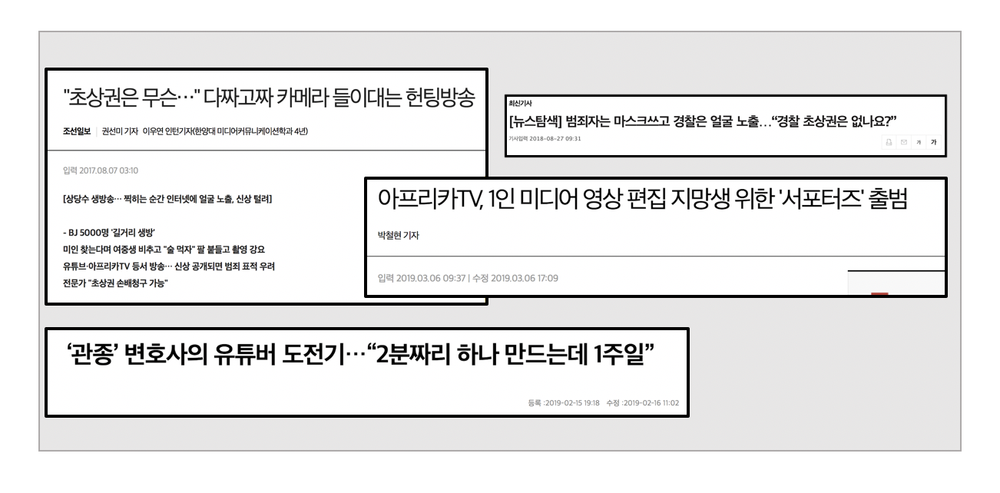 "초상권은 무슨…" 다짜고짜 카메라 들이대는 헌팅방송
조선일보 | 권선미 기자 이우연 인턴기자(한양대 미디어커뮤니케이션학과 4년)
입력 2017.08.07 03:10
[상당수 생방송… 찍히는 순간 인터넷에 얼굴 노출, 신상 털려]
- BJ 5000명 '길거리 생방'
미인 찾는다며 여중생 비추고 "술 먹자" 팔 붙들고 촬영 강요
유튜브·아프리카TV 등서 방송… 신상 공개되면 범죄 표적 우려
전문가 "초상권 손배청구 가능"
최신기사
[뉴스탐색] 범죄자는 마스크쓰고 경찰은 얼굴 노출…“경찰 초상권은 없나요?”
기사입력 2018-08-27 09:31
가 가
아프리카TV, 1인 미디어 영상 편집 지망생 위한 '서포터즈' 출범
박철현 기자
입력 2019.03.06 09:37 | 수정 2019.03.06 17:09
‘관종’ 변호사의 유튜버 도전기…“2분짜리 하나 만드는데 1주일”
등록 :2019-02-15 19:18 수정 :2019-02-16 11:02